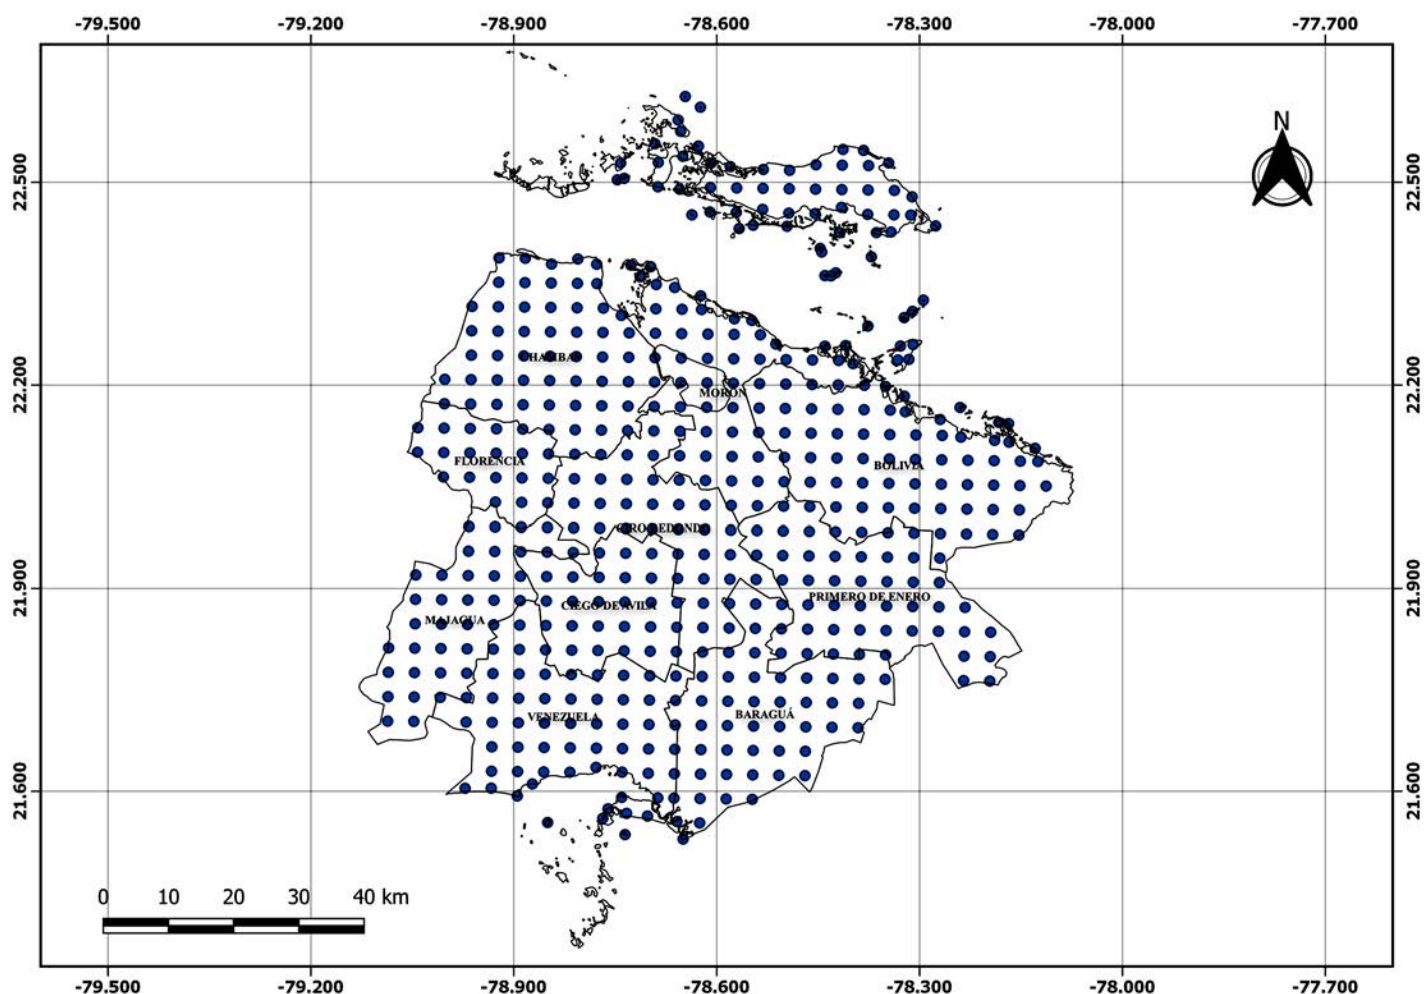 -79.500 -79.200 -78.900 -78.600 -78.300 -78.000 -77.700
N
22.500 22.500
CHAMBAS
22.200 22.200
MORÓN
FLORENCIA
BOLIVIA
CIRO REDONDO
21.900 21.900
PRIMERO DE ENERO
CIEGO DE AVILA
MAJAGUA
BARAGUÁ
VENEZUELA
21.600 21.600
0 10 20 30 40 km
-79.500 -79.200 -78.900 -78.600 -78.300 -78.000 -77.700